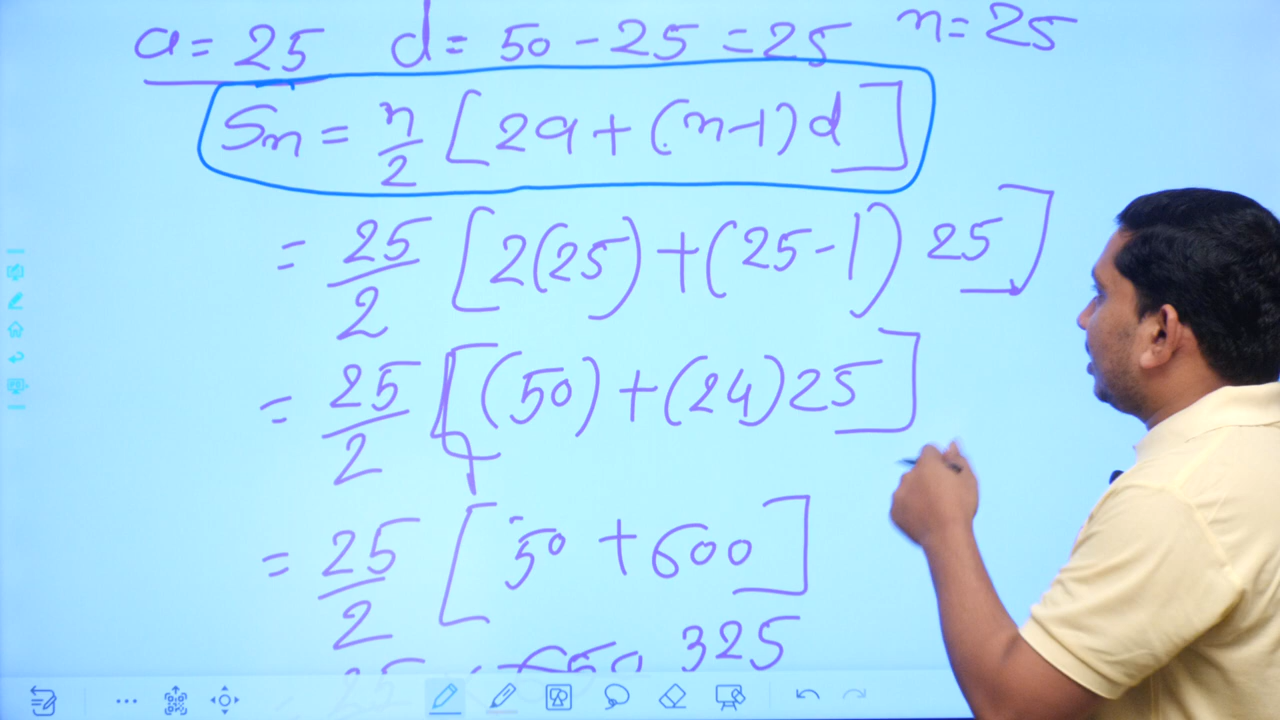 a = 25 d = 50 - 25 = 25 n = 25
Sn = n/2 [2a + (n-1) d]
= 25/2 [2(25) + (25-1) 25]
= 25/2 [(50) + (24) 25]
= 25/2 [50 + 600]
325